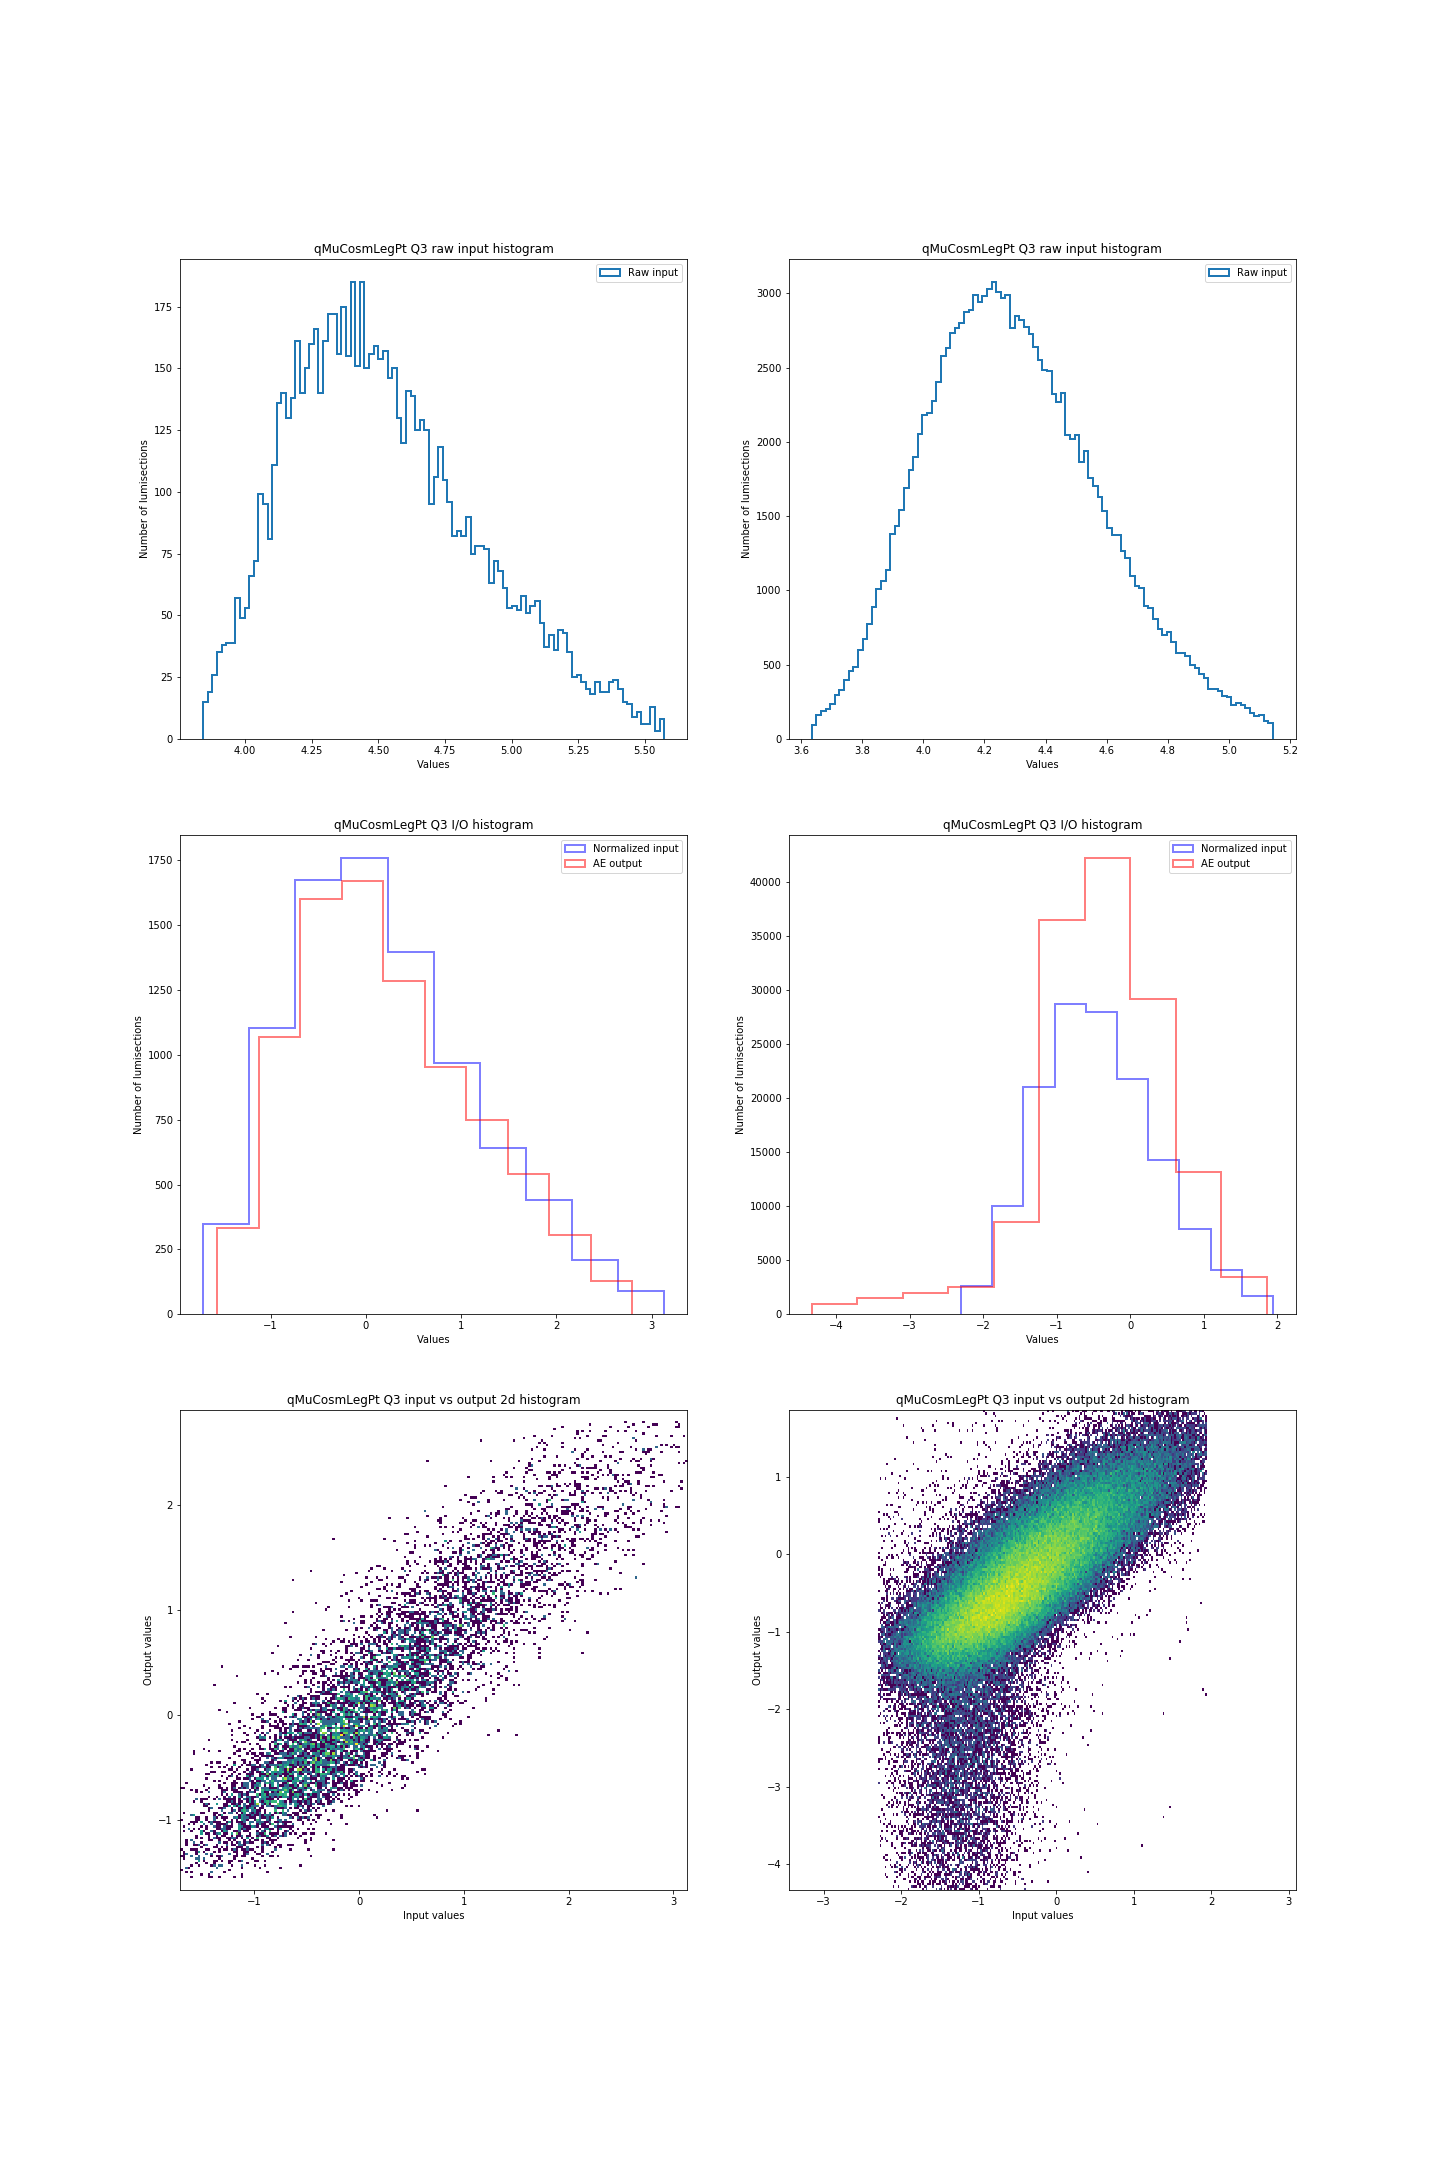 qMuCosmLegPt Q3 raw input histogram
Raw input
Number of lumisections
175
150
125
100
75
50
25
0
4.00 4.25 4.50 4.75 5.00 5.25 5.50
Values
qMuCosmLegPt Q3 raw input histogram
Raw input
Number of lumisections
3000
2500
2000
1500
1000
500
0
3.6 3.8 4.0 4.2 4.4 4.6 4.8 5.0 5.2
Values
qMuCosmLegPt Q3 I/O histogram
Normalized input
AE output
Number of lumisections
1750
1500
1250
1000
750
500
250
0
−1 0 1 2 3
Values
qMuCosmLegPt Q3 I/O histogram
Normalized input
AE output
Number of lumisections
40000
35000
30000
25000
20000
15000
10000
5000
0
−4 −3 −2 −1 0 1 2
Values
qMuCosmLegPt Q3 input vs output 2d histogram
Output values
2
1
0
−1
−1 0 1 2 3
Input values
qMuCosmLegPt Q3 input vs output 2d histogram
Output values
1
0
−1
−2
−3
−4
−3 −2 −1 0 1 2 3
Input values